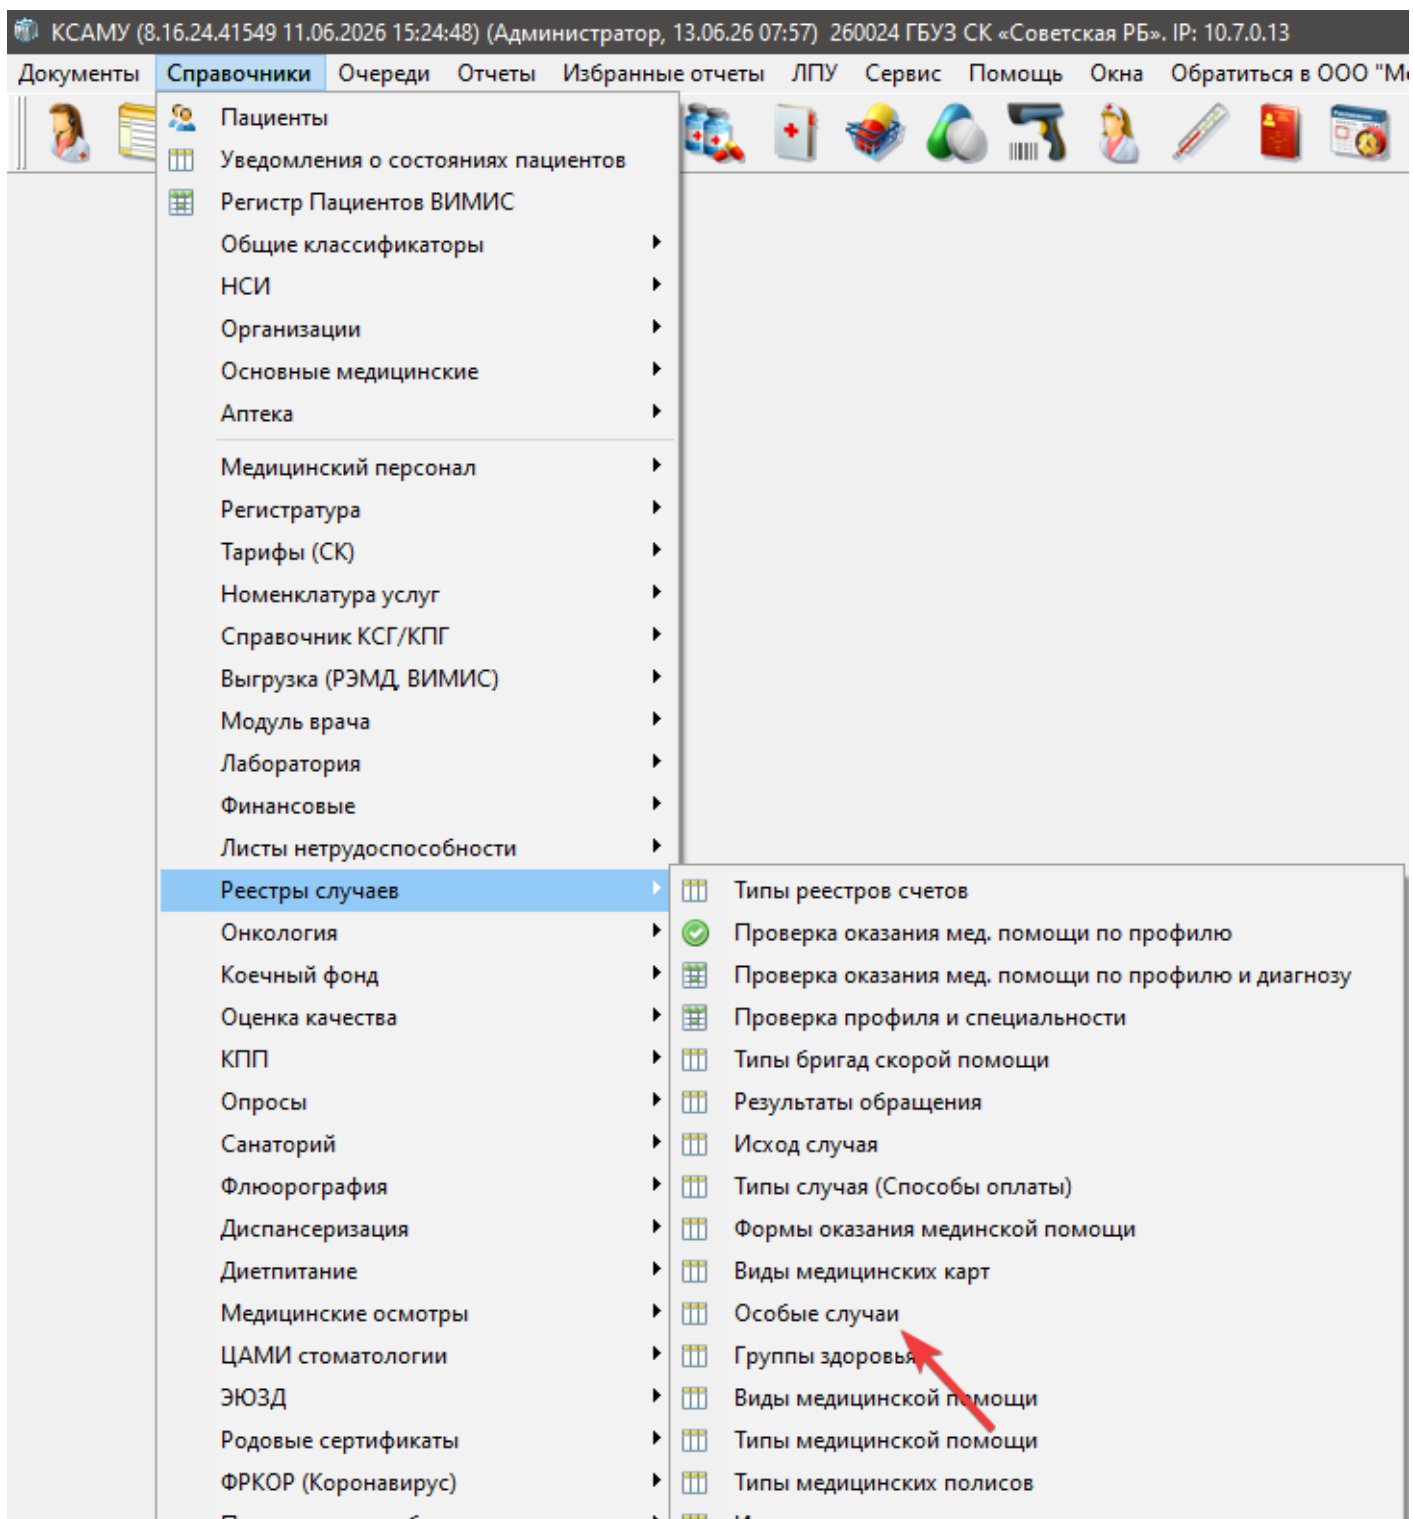 КСАМУ (8.16.24.41549 11.06.2026 15:24:48) (Администратор, 13.06.26 07:57) 260024 ГБУЗ СК «Советская РБ». IP: 10.7.0.13
Документы Справочники Очереди Отчеты Избранные отчеты ЛПУ Сервис Помощь Окна Обратиться в ООО "М
Пациенты
Уведомления о состояниях пациентов
Регистр Пациентов ВИМИС
Общие классификаторы
НСИ
Организации
Основные медицинские
Аптека
Медицинский персонал
Регистратура
Тарифы (СК)
Номенклатура услуг
Справочник КСГ/КПГ
Выгрузка (РЭМД, ВИМИС)
Модуль врача
Лаборатория
Финансовые
Листы нетрудоспособности
Реестры случаев
Онкология
Коечный фонд
Оценка качества
КПП
Опросы
Санаторий
Флюорография
Диспансеризация
Диетпитание
Медицинские осмотры
ЦАМИ стоматологии
ЭЮЗД
Родовые сертификаты
ФРКОР (Коронавирус)
Типы реестров счетов
Проверка оказания мед. помощи по профилю
Проверка оказания мед. помощи по профилю и диагнозу
Проверка профиля и специальности
Типы бригад скорой помощи
Результаты обращения
Исход случая
Типы случая (Способы оплаты)
Формы оказания мединской помощи
Виды медицинских карт
Особые случаи
Группы здоровья
Виды медицинской помощи
Типы медицинской помощи
Типы медицинских полисов